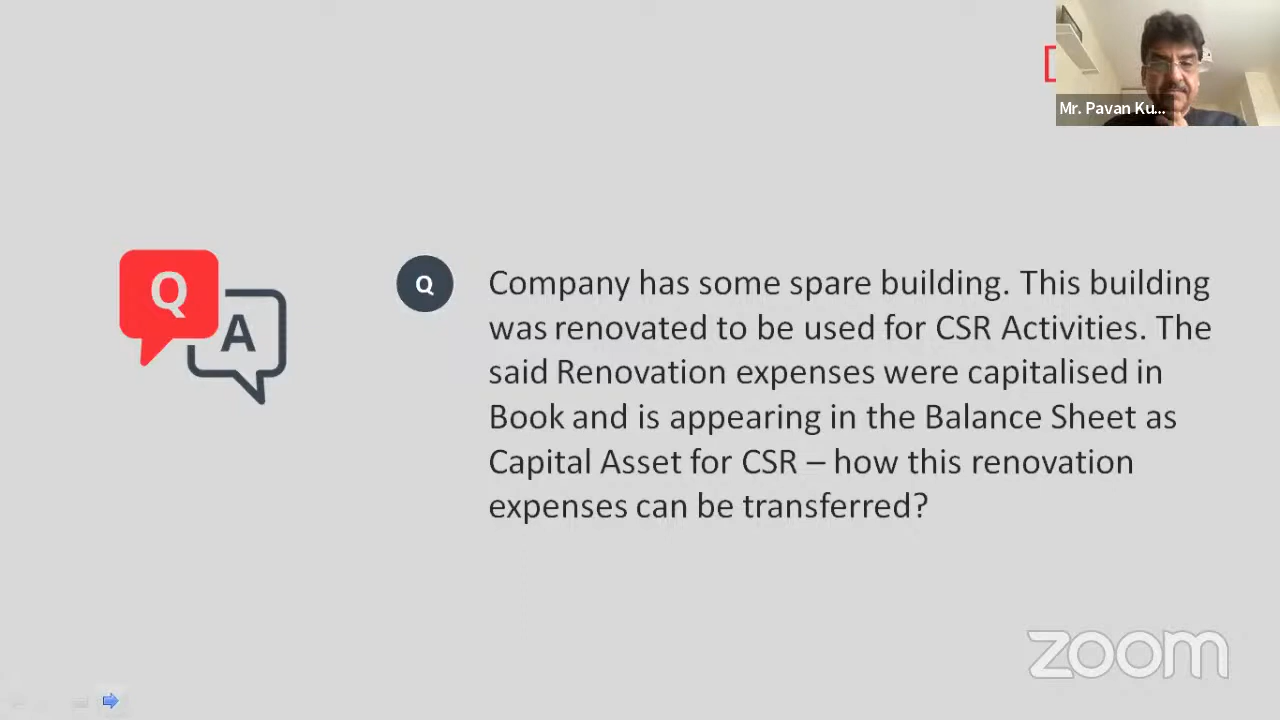 Mr. Pavan Ku...
Q
A
Q
Company has some spare building. This building
was renovated to be used for CSR Activities. The
said Renovation expenses were capitalised in
Book and is appearing in the Balance Sheet as
Capital Asset for CSR – how this renovation
expenses can be transferred?
zoom